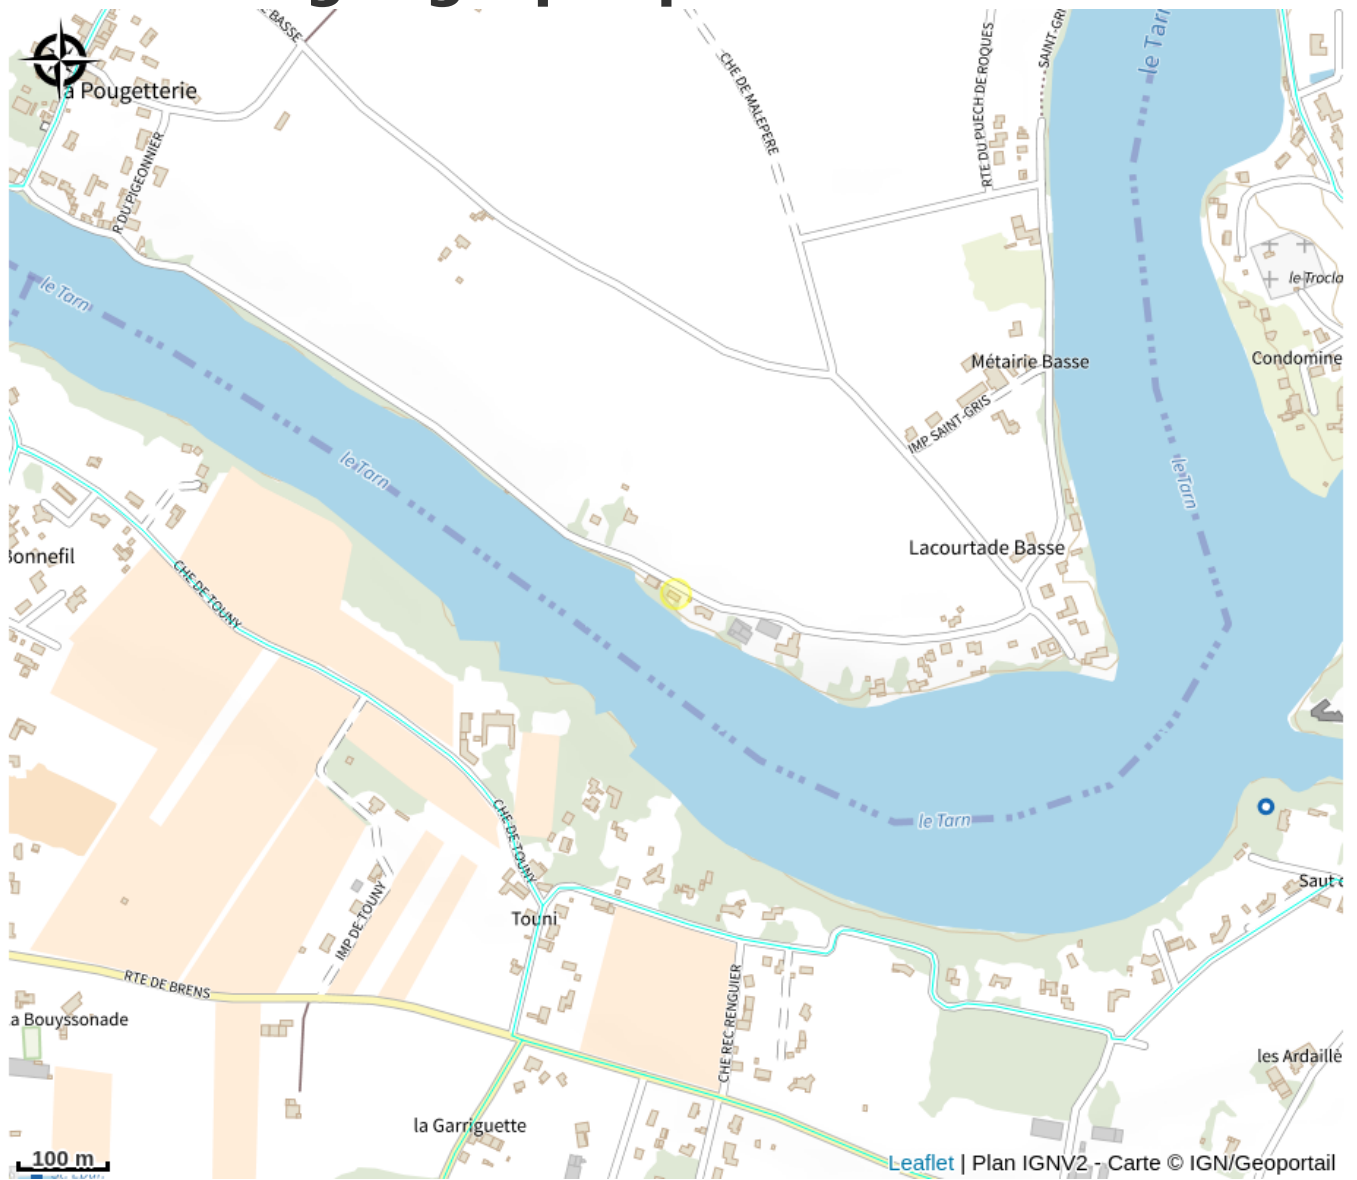 BASSE
a Pougetterie
R DU PIGEONNIER
CHE DE MALEPERE
RTE DU PUECH DE ROQUES
SAINT-GRI
le Tarn
le Trocla
Condomine
le Tarn
Métairie Basse
IMP SAINT-GRIS
le Tarn
le Tarn
Lacourtade Basse
Bonnefil
CHE DE TOUNY
CHE DE TOUNY
le Tarn
Saut
Touni
IMP DE TOUNY
RTE DE BRENS
CHE REC RENGUIER
a Bouyssonade
les Ardaille
la Garriguette
100 m
Leaflet | Plan IGNV2 - Carte © IGN/Geoportail